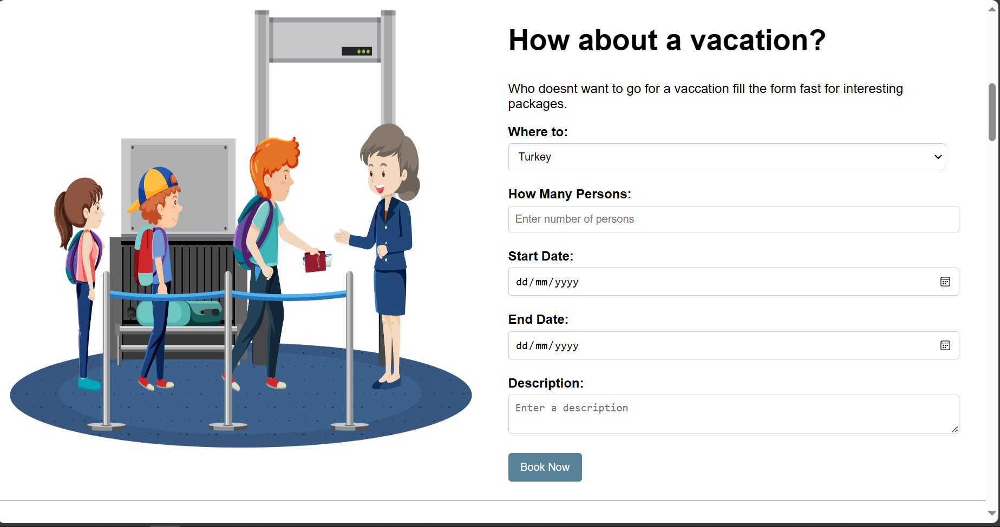 How about a vacation?
Who doesnt want to go for a vaccation fill the form fast for interesting
packages.
Where to:
Turkey
How Many Persons:
Enter number of persons
Start Date:
dd/mm/yyyy
End Date:
dd/mm/yyyy
Description:
Enter a description
Book Now